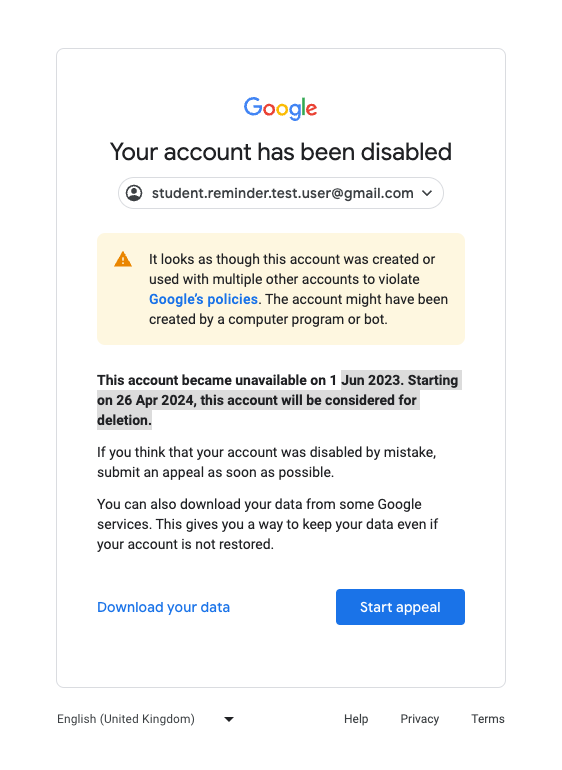 Google
Your account has been disabled
student.reminder.test.user@gmail.com
It looks as though this account was created or
used with multiple other accounts to violate
Google's policies. The account might have been
created by a computer program or bot.
This account became unavailable on 1 Jun 2023. Starting
on 26 Apr 2024, this account will be considered for
deletion.
If you think that your account was disabled by mistake,
submit an appeal as soon as possible.
You can also download your data from some Google
services. This gives you a way to keep your data even if
your account is not restored.
Download your data
Start appeal
English (United Kingdom)
Help
Privacy
Terms